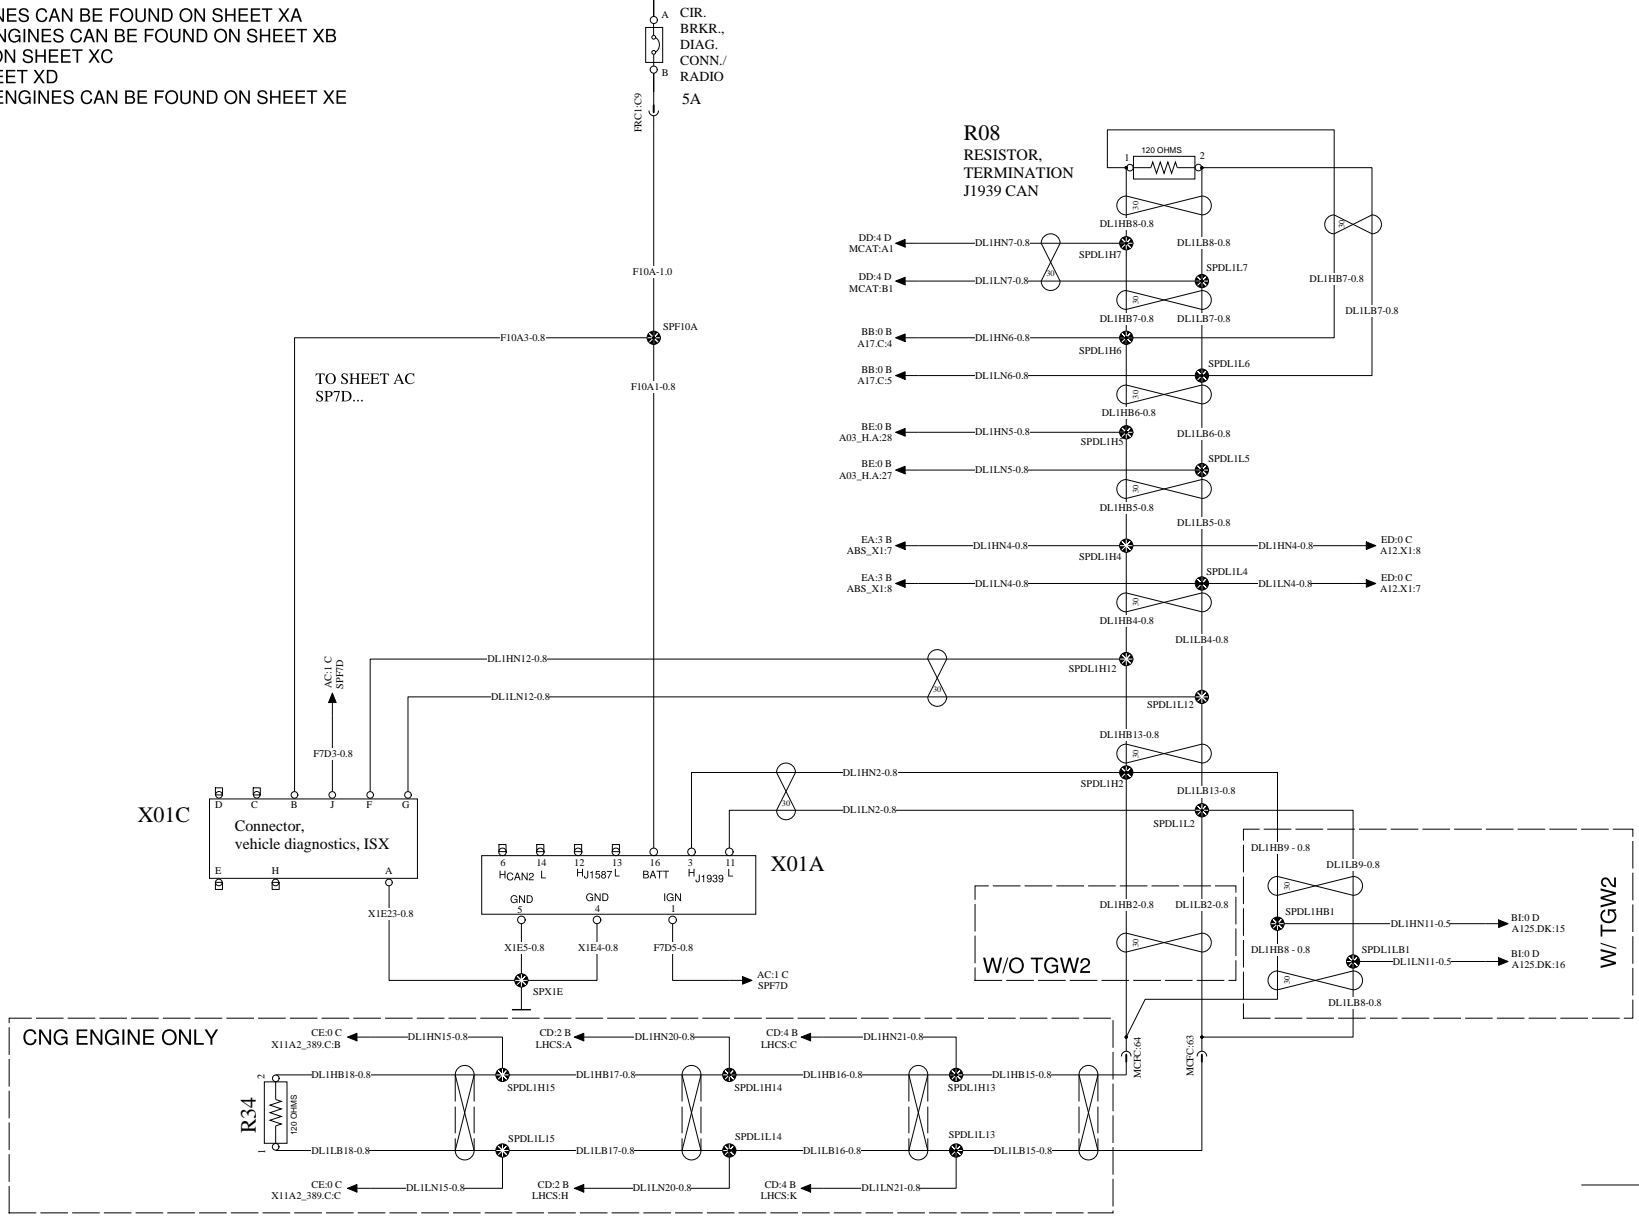 NES CAN BE FOUND ON SHEET XA
NGINES CAN BE FOUND ON SHEET XB
ON SHEET XC
EET XD
ENGINES CAN BE FOUND ON SHEET XE
A
CIR.
BRKR.,
DIAG.
CONN./
RADIO
B
5A
FRC1:C9
F10A-1.0
SPF10A
F10A3-0.8
F10A1-0.8
TO SHEET AC
SP7D...
R08
RESISTOR,
TERMINATION
J1939 CAN
120 OHMS
1
2
30
DL1HB8-0.8
30
DD:4 D
MCAT:A1
DL1HN7-0.8
SPDL1H7
DL1LB8-0.8
DD:4 D
MCAT:B1
DL1LN7-0.8
30
SPDL1L7
DL1HB7-0.8
30
DL1LB7-0.8
DL1HB7-0.8
DL1LB7-0.8
BB:0 B
A17.C:4
DL1HN6-0.8
SPDL1H6
BB:0 B
A17.C:5
DL1LN6-0.8
SPDL1L6
30
DL1HB6-0.8
BE:0 B
A03_H.A:28
DL1HN5-0.8
SPDL1H5
DL1LB6-0.8
BE:0 B
A03_H.A:27
DL1LN5-0.8
SPDL1L5
30
DL1HB5-0.8
DL1LB5-0.8
EA:3 B
ABS_X1:7
DL1HN4-0.8
SPDL1H4
DL1HN4-0.8
ED:0 C
A12.X1:8
EA:3 B
ABS_X1:8
DL1LN4-0.8
SPDL1L4
DL1LN4-0.8
ED:0 C
A12.X1:7
30
DL1HB4-0.8
DL1LB4-0.8
AC:1 C
SPF7D
DL1HN12-0.8
SPDL1H12
DL1LN12-0.8
30
SPDL1L12
F7D3-0.8
DL1HB13-0.8
30
DL1HN2-0.8
SPDL1H2
30
DL1LB13-0.8
DL1LN2-0.8
SPDL1L2
X01C
D C B J F G
Connector,
vehicle diagnostics, ISX
E H A
X1E23-0.8
X01A
6 14 12 13 16 3 11
H CAN2 L H J1587 L BATT H J1939 L
GND GND IGN
5 4 1
X1E5-0.8
X1E4-0.8
F7D5-0.8
SPX1E
AC:1 C
SPF7D
DL1HB2-0.8
DL1LB2-0.8
30
W/O TGW2
DL1HB9 - 0.8
DL1LB9-0.8
30
SPDL1HB1
DL1HN11-0.5
BI:0 D
A125.DK:15
DL1HB8 - 0.8
SPDL1LB1
DL1LN11-0.5
BI:0 D
A125.DK:16
30
DL1LB8-0.8
W/ TGW2
MCFC:64
MCFC:63
CNG ENGINE ONLY
CE:0 C
X11A2_389.C:B
DL1HN15-0.8
CD:2 B
LHCS:A
DL1HN20-0.8
CD:4 B
LHCS:C
DL1HN21-0.8
2
DL1HB18-0.8
SPDL1H15
DL1HB17-0.8
SPDL1H14
DL1HB16-0.8
SPDL1H13
DL1HB15-0.8
R34
120 OHMS
1
DL1LB18-0.8
SPDL1L15
DL1LB17-0.8
SPDL1L14
DL1LB16-0.8
SPDL1L13
DL1LB15-0.8
CE:0 C
X11A2_389.C:C
DL1LN15-0.8
CD:2 B
LHCS:H
DL1LN20-0.8
CD:4 B
LHCS:K
DL1LN21-0.8